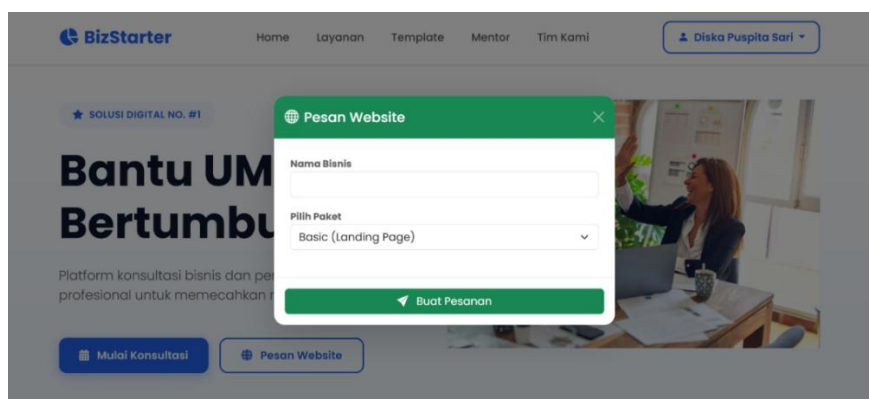 BizStarter
Home Layanan Template Mentor Tim Kami
Diska Puspita Sari
SOLUSI DIGITAL NO. #1
Bantu UM
Bertumbu
Platform konsultasi bisnis dan pe
profesional untuk memecahkan
Mulai Konsultasi
Pesan Website
Pesan Website
Nama Bisnis
Pilih Paket
Basic (Landing Page)
Buat Pesanan